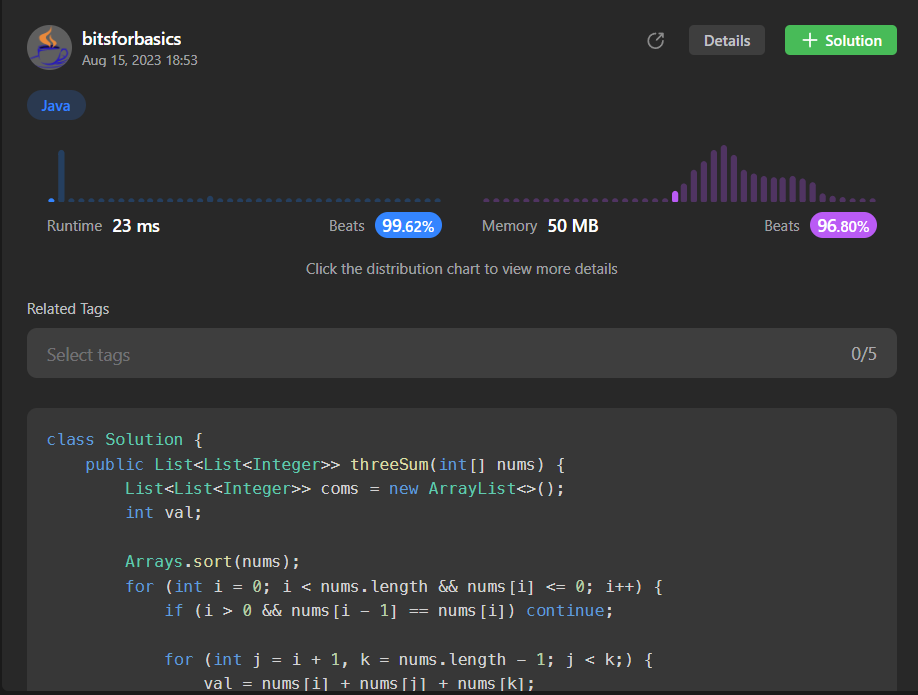 bitsforbasics
Aug 15, 2023 18:53
Details
+ Solution
Java
Runtime 23 ms
Beats 99.62%
Memory 50 MB
Beats 96.80%
Click the distribution chart to view more details
Related Tags
Select tags
0/5
class Solution {
    public List<List<Integer>> threeSum(int[] nums) {
        List<List<Integer>> coms = new ArrayList<>();
        int val;
        Arrays.sort(nums);
        for (int i = 0; i < nums.length && nums[i] <= 0; i++) {
            if (i > 0 && nums[i - 1] == nums[i]) continue;
            for (int j = i + 1, k = nums.length - 1; j < k;) {
                val = nums[i] + nums[j] + nums[k];